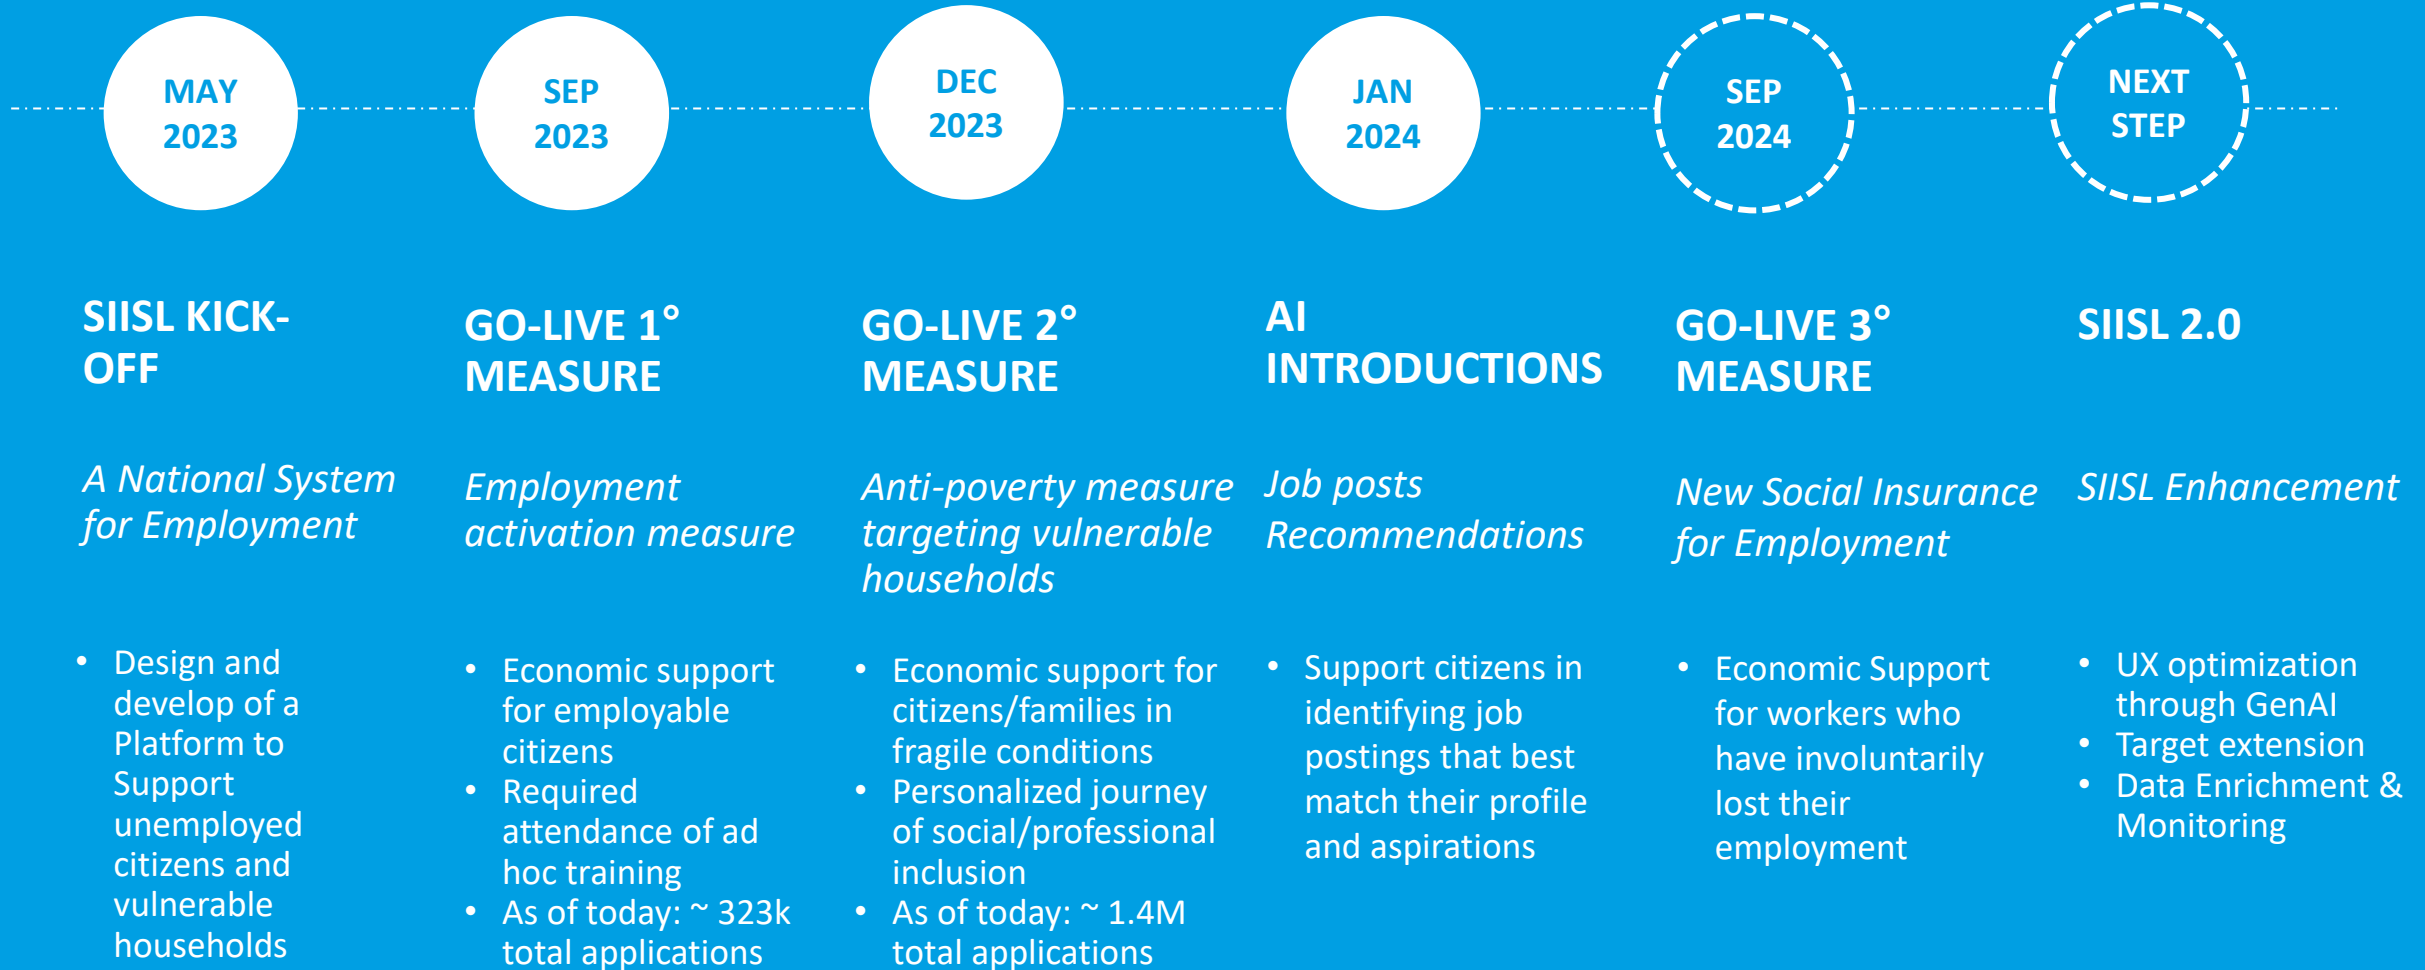 MAY
2023
SEP
2023
DEC
2023
JAN
2024
SEP
2024
NEXT
STEP
SIISL KICK-
OFF
A National System
for Employment
• Design and
develop of a
Platform to
Support
unemployed
citizens and
vulnerable
households
GO-LIVE 1°
MEASURE
Employment
activation measure
• Economic support
for employable
citizens
• Required
attendance of ad
hoc training
• As of today: ~ 323k
total applications
GO-LIVE 2°
MEASURE
Anti-poverty measure
targeting vulnerable
households
• Economic support for
citizens/families in
fragile conditions
• Personalized journey
of social/professional
inclusion
• As of today: ~ 1.4M
total applications
AI
INTRODUCTIONS
Job posts
Recommendations
• Support citizens in
identifying job
postings that best
match their profile
and aspirations
GO-LIVE 3°
MEASURE
New Social Insurance
for Employment
• Economic Support
for workers who
have involuntarily
lost their
employment
SIISL 2.0
SIISL Enhancement
• UX optimization
through GenAI
• Target extension
• Data Enrichment &
Monitoring